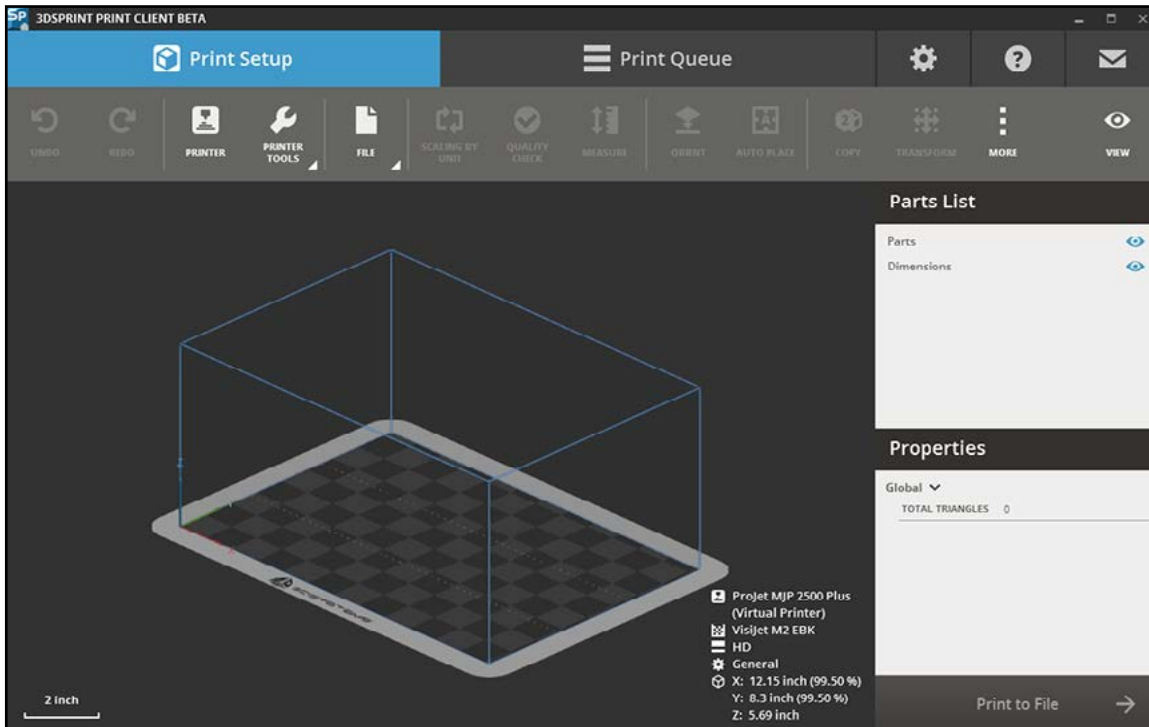 SP 3DSPRINT PRINT CLIENT BETA
Print Setup
Print Queue
UNDO
REDO
PRINTER
PRINTER
TOOLS
FILE
SCALING BY
UNIT
QUALITY
CHECK
MEASURE
ORIENT
AUTO PLACE
COPY
TRANSFORM
MORE
VIEW
Parts List
Parts
Dimensions
Properties
Global
TOTAL TRIANGLES 0
Z
3D SYSTEMS
ProJet MJP 2500 Plus
(Virtual Printer)
VisiJet M2 EBK
HD
General
X: 12.15 inch (99.50 %)
Y: 8.3 inch (99.50 %)
Z: 5.69 inch
2 inch
Print to File